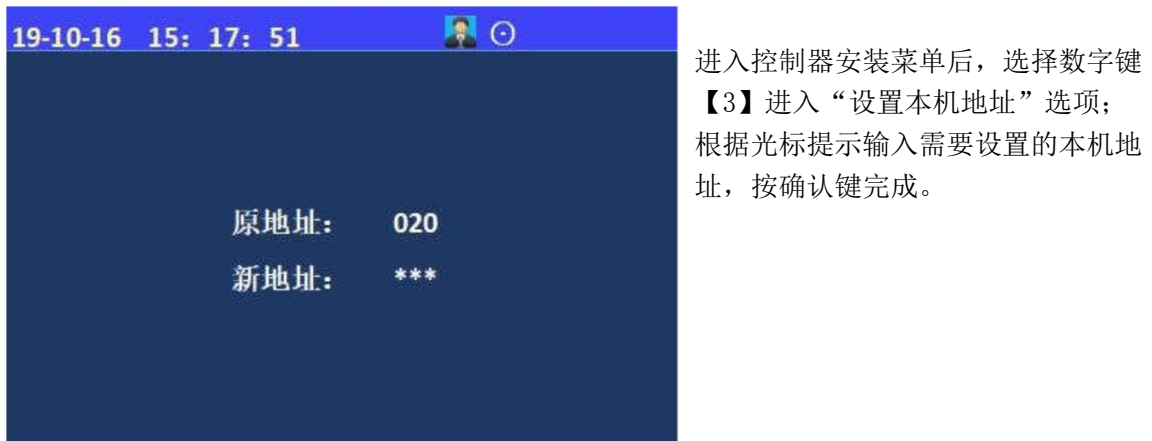 19-10-16 15：17：51
原地址： 020
新地址： ***
进入控制器安装菜单后，选择数字键
【3】进入“设置本机地址”选项；
根据光标提示输入需要设置的本机地
址，按确认键完成。